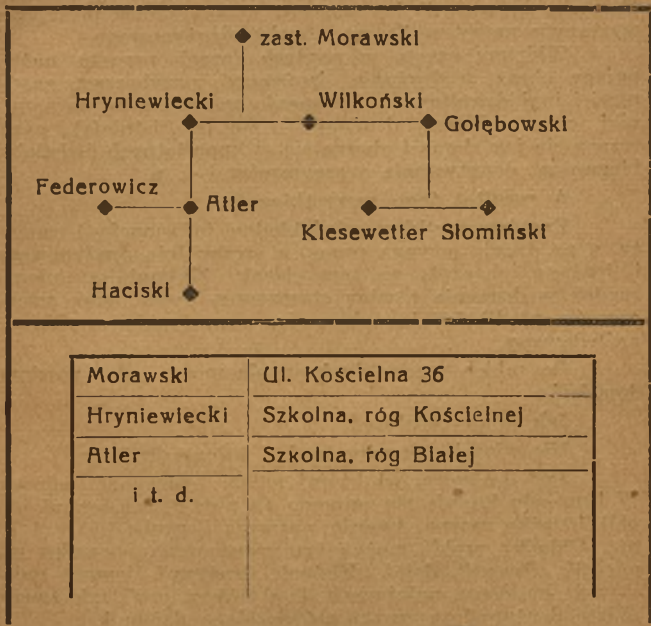 zast. Morawski
Hryniewiecki Wilkoński
Gołębowski
Federowicz
Atler
Kiesewetter Słomiński
Haciski
Morawski Ul. Kościelna 36
Hryniewiecki Szkolna, róg Kościelnej
Atler Szkolna, róg Białej
i t. d.